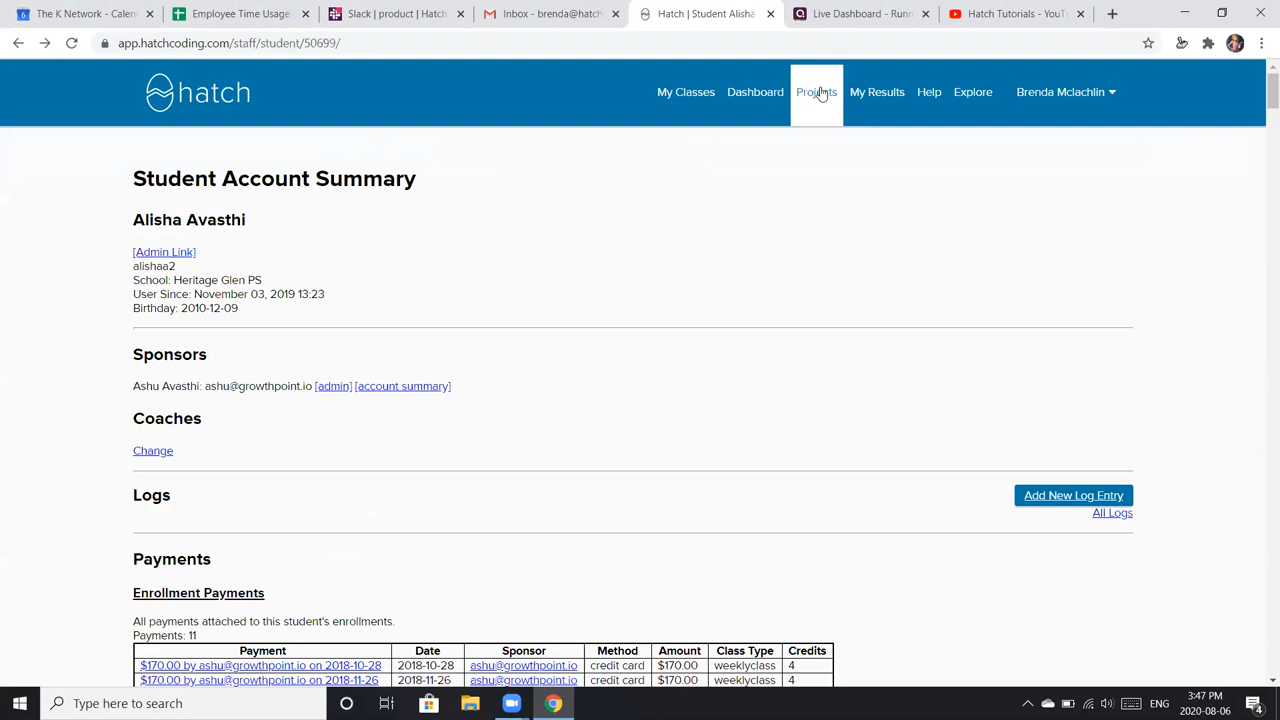 The K Network - Calen
Employee Time Usage
Slack | product | Hatch
Inbox - brenda@hatch
Hatch | Student Alisha
Live Dashboard - Runn
Hatch Tutorials - YouT
app.hatchcoding.com/staff/student/50699/
hatch
My Classes Dashboard Projects My Results Help Explore Brenda Mclachlin
Student Account Summary
Alisha Avasthi
[Admin Link]
alishaa2
School: Heritage Glen PS
User Since: November 03, 2019 13:23
Birthday: 2010-12-09
Sponsors
Ashu Avasthi: ashu@growthpoint.io [admin] [account summary]
Coaches
Change
Logs
Add New Log Entry
All Logs
Payments
Enrollment Payments
All payments attached to this student's enrollments.
Payments: 11
Payment Date Sponsor Method Amount Class Type Credits
$170.00 by ashu@growthpoint.io on 2018-10-28 2018-10-28 ashu@growthpoint.io credit card $170.00 weeklyclass 4
$170.00 by ashu@growthpoint.io on 2018-11-26 2018-11-26 ashu@growthpoint.io credit card $170.00 weeklyclass 4
Type here to search
ENG
3:47 PM
2020-08-06
4